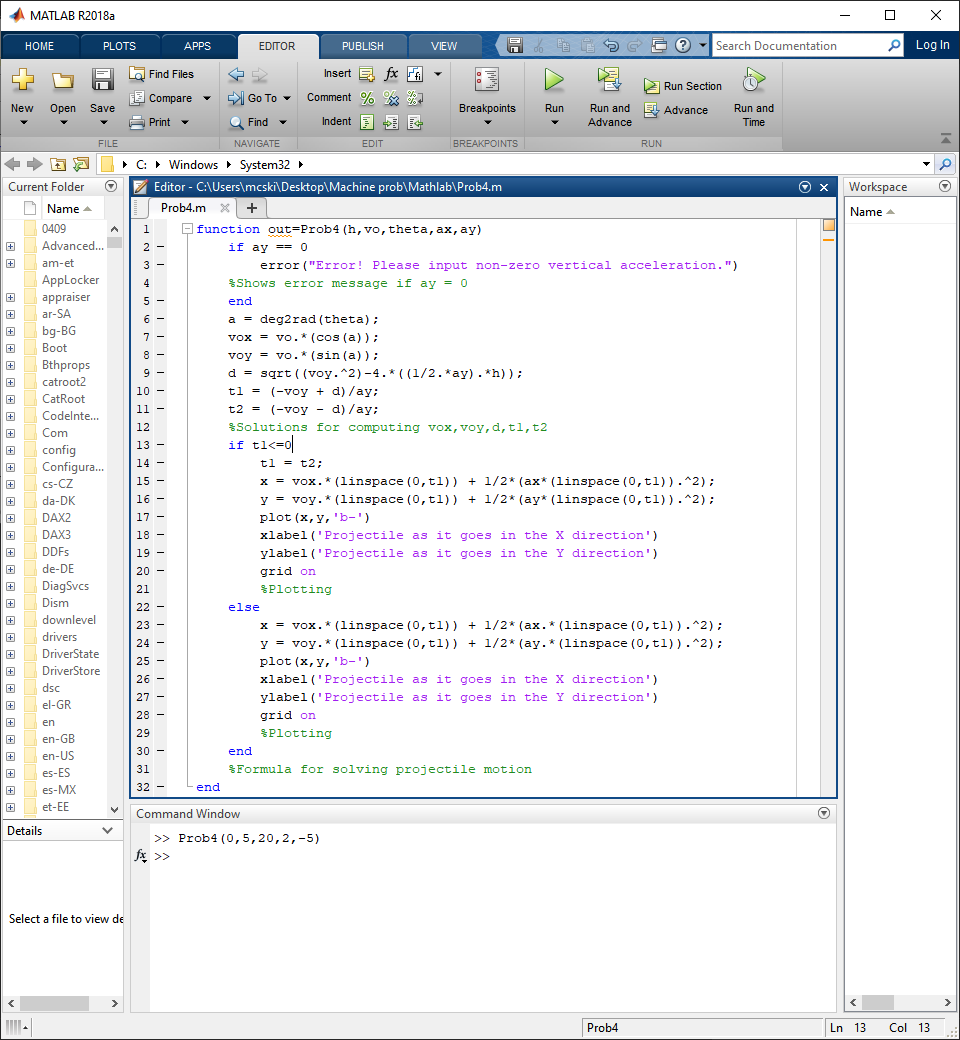 MATLAB R2018a
HOME PLOTS APPS EDITOR PUBLISH VIEW Search Documentation Log In
New Open Save Find Files Compare Print
Go To Find
Insert fx Comment Indent
Breakpoints
Run Run and Advance Run Section Advance Run and Time
FILE NAVIGATE EDIT BREAKPOINTS RUN
C: Windows System32
Current Folder
Name
0409
Advanced...
am-et
AppLocker
appraiser
ar-SA
bg-BG
Boot
Bthprops
catroot2
CatRoot
CodeInte...
Com
config
Configura...
cs-CZ
da-DK
DAX2
DAX3
DDFs
de-DE
DiagSvcs
Dism
downlevel
drivers
DriverState
DriverStore
dsc
el-GR
en
en-GB
en-US
es-ES
es-MX
et-EE
Details
Select a file to view de
Editor - C:\Users\mcski\Desktop\Machine prob\Mathlab\Prob4.m
Prob4.m
1 function out=Prob4(h,vo,theta,ax,ay)
2 – if ay == 0
3 – error("Error! Please input non-zero vertical acceleration.")
4 %Shows error message if ay = 0
5 – end
6 – a = deg2rad(theta);
7 – vox = vo.*(cos(a));
8 – voy = vo.*(sin(a));
9 – d = sqrt((voy.^2)-4.*((1/2.*ay).*h));
10 – t1 = (-voy + d)/ay;
11 – t2 = (-voy - d)/ay;
12 %Solutions for computing vox,voy,d,t1,t2
13 – if t1<=0
14 – t1 = t2;
15 – x = vox.*(linspace(0,t1)) + 1/2*(ax*(linspace(0,t1)).^2);
16 – y = voy.*(linspace(0,t1)) + 1/2*(ay*(linspace(0,t1)).^2);
17 – plot(x,y,'b-')
18 – xlabel('Projectile as it goes in the X direction')
19 – ylabel('Projectile as it goes in the Y direction')
20 – grid on
21 %Plotting
22 – else
23 – x = vox.*(linspace(0,t1)) + 1/2*(ax.*(linspace(0,t1)).^2);
24 – y = voy.*(linspace(0,t1)) + 1/2*(ay.*(linspace(0,t1)).^2);
25 – plot(x,y,'b-')
26 – xlabel('Projectile as it goes in the X direction')
27 – ylabel('Projectile as it goes in the Y direction')
28 – grid on
29 %Plotting
30 – end
31 %Formula for solving projectile motion
32 – end
Command Window
>> Prob4(0,5,20,2,-5)
fx >>
Workspace
Name
Prob4 Ln 13 Col 13